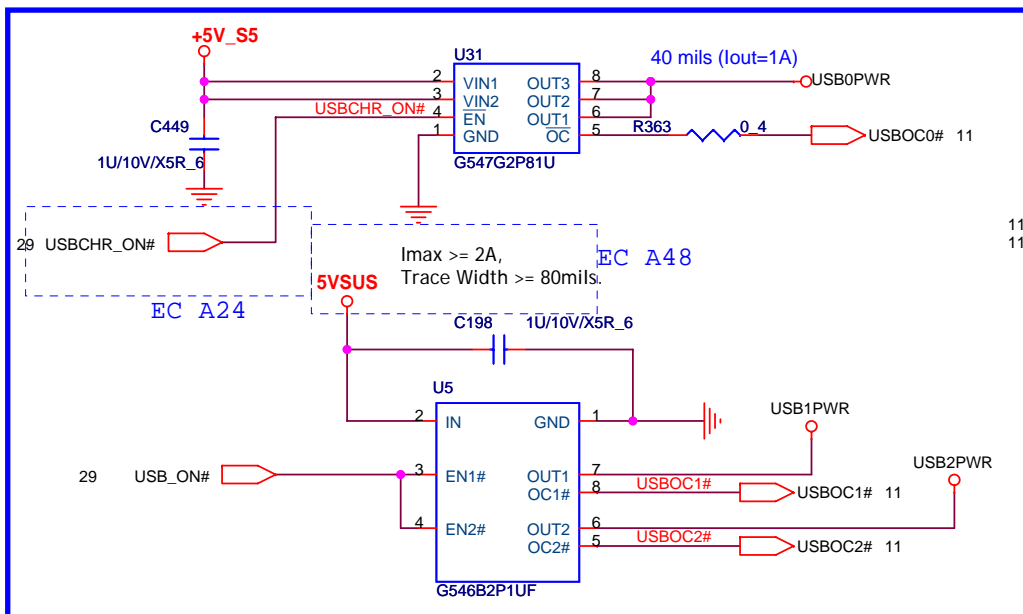 +5V_S5
U31
40 mils (Iout=1A)
2 VIN1 OUT3 8 USB0PWR
3 VIN2 OUT2 7
USBCHR_ON# 4 EN OUT1 6
1 GND OC 5 R363 0_4 USBOC0# 11
C449
1U/10V/X5R_6
G547G2P81U
29 USBCHR_ON#
EC A24
Imax >= 2A,
Trace Width >= 80mils.
EC A48
11
11
5VSUS
C198 1U/10V/X5R_6
U5
2 IN GND 1
USB1PWR
29 USB_ON# 3 EN1# OUT1 7
OC1# 8 USBOC1# USBOC1# 11
USB2PWR
4 EN2# OUT2 6
OC2# 5 USBOC2# USBOC2# 11
G546B2P1UF